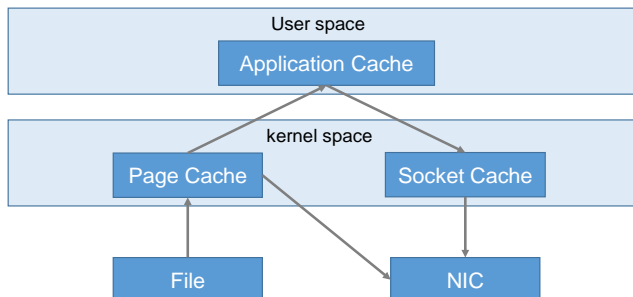 User space
Application Cache
kernel space
Page Cache
Socket Cache
File
NIC